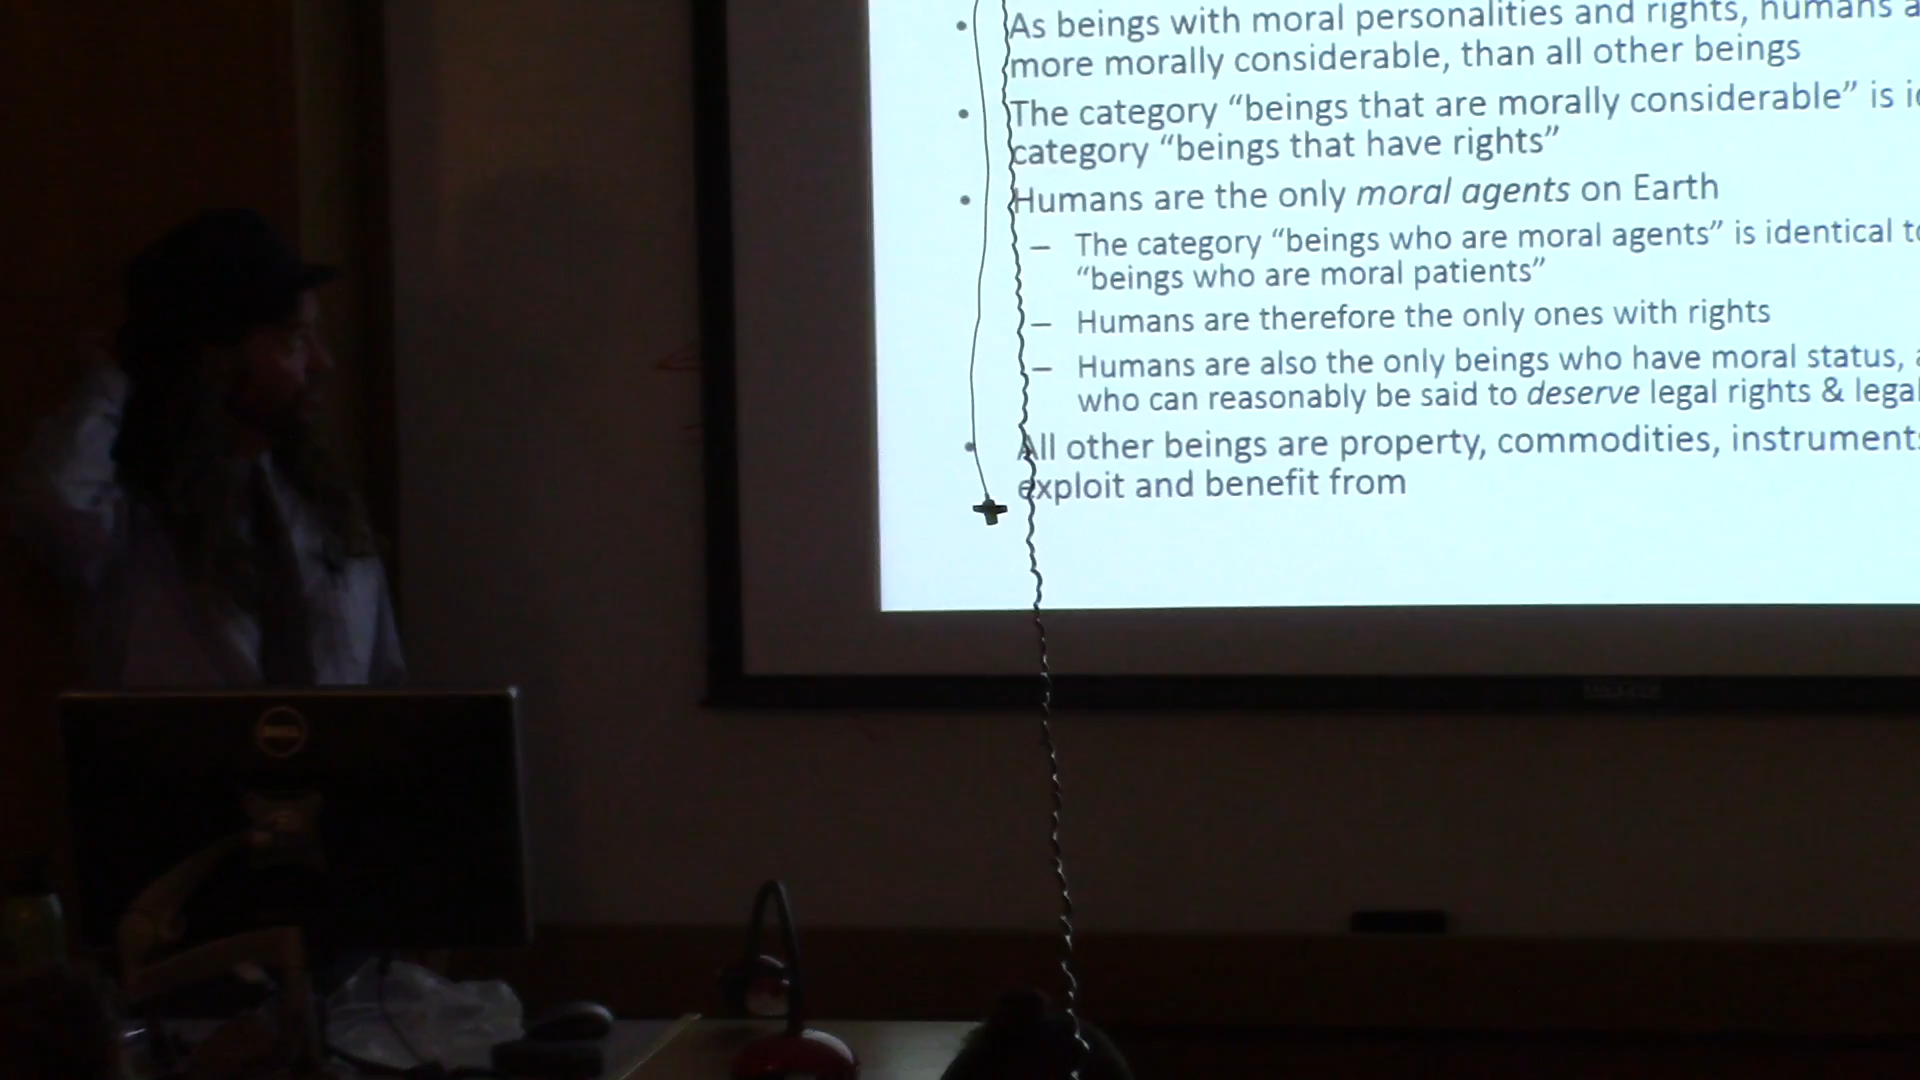 • As beings with moral personalities and rights, humans a
more morally considerable, than all other beings
• The category “beings that are morally considerable” is i
category “beings that have rights”
• Humans are the only moral agents on Earth
– The category “beings who are moral agents” is identical to
“beings who are moral patients”
– Humans are therefore the only ones with rights
– Humans are also the only beings who have moral status,
who can reasonably be said to deserve legal rights & legal
• All other beings are property, commodities, instruments
exploit and benefit from
DELL